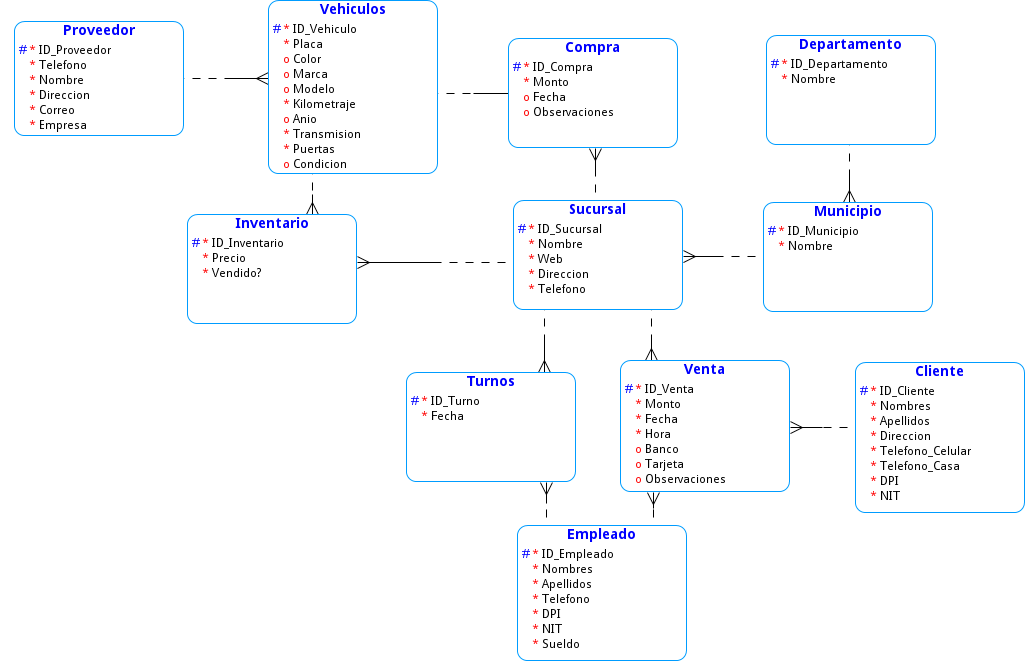 Proveedor
# * ID_Proveedor
* Telefono
* Nombre
* Direccion
* Correo
* Empresa
Vehiculos
# * ID_Vehiculo
* Placa
o Color
o Marca
o Modelo
* Kilometraje
o Anio
* Transmision
* Puertas
o Condicion
Compra
# * ID_Compra
* Monto
o Fecha
o Observaciones
Departamento
# * ID_Departamento
* Nombre
Inventario
# * ID_Inventario
* Precio
* Vendido?
Sucursal
# * ID_Sucursal
* Nombre
* Web
* Direccion
* Telefono
Municipio
# * ID_Municipio
* Nombre
Turnos
# * ID_Turno
* Fecha
Venta
# * ID_Venta
* Monto
* Fecha
* Hora
o Banco
o Tarjeta
o Observaciones
Cliente
# * ID_Cliente
* Nombres
* Apellidos
* Direccion
* Telefono_Celular
* Telefono_Casa
* DPI
* NIT
Empleado
# * ID_Empleado
* Nombres
* Apellidos
* Telefono
* DPI
* NIT
* Sueldo